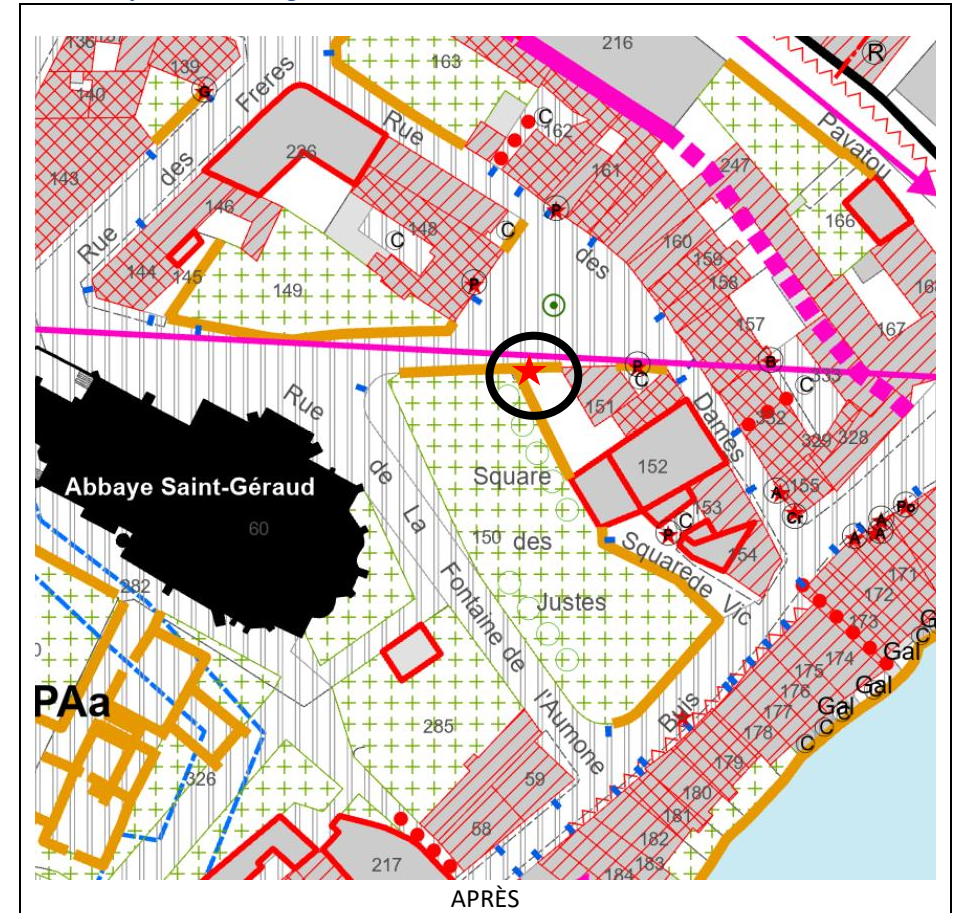 216
R
136
139
140
G
163
Rue des Freres
Rue
des
Dames
Pavatou
C
162
161
247
166
143
226
146
148
C
C
P
P
160
159
158
157
167
144
145
149
Rue
de
La
Fontaine de
l'Aumone
P
C
B
C
333
151
332
329
328
152
153
154
155
A
Cr
A
A
Po
P
C
Abbaye Saint-Géraud
60
Square
150 des
Justes
Squarede Vic
282
PAa
326
285
59
58
217
Buis
171
172
173
174
175
176
177
178
179
180
181
182
183
184
Gal
Gal
Gal
C
C
C
C
APRÈS